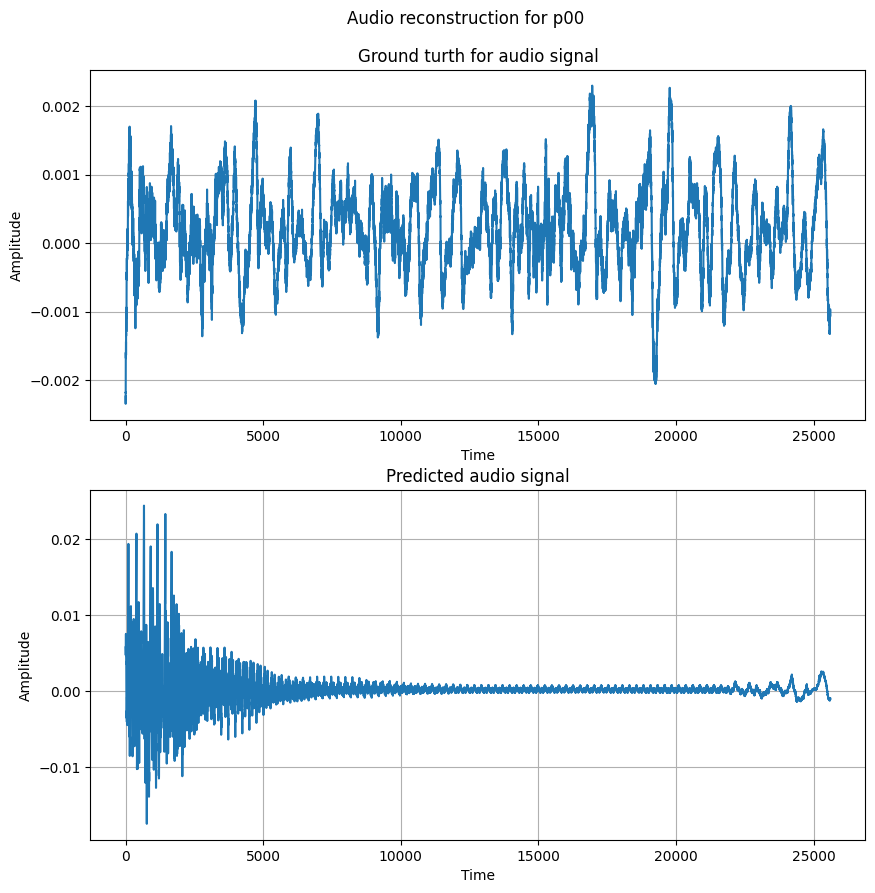 Audio reconstruction for p00
Ground turth for audio signal
Amplitude
0.002
0.001
0.000
−0.001
−0.002
0 5000 10000 15000 20000 25000
Time
Predicted audio signal
Amplitude
0.02
0.01
0.00
−0.01
0 5000 10000 15000 20000 25000
Time